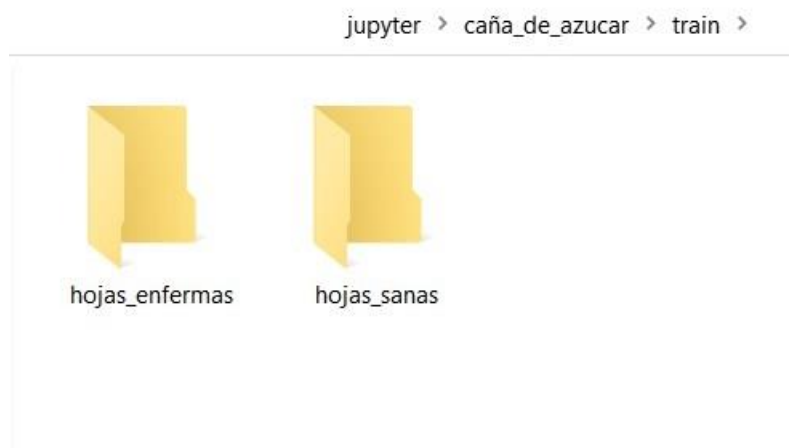 jupyter > caña_de_azucar > train >
hojas_enfermas
hojas_sanas